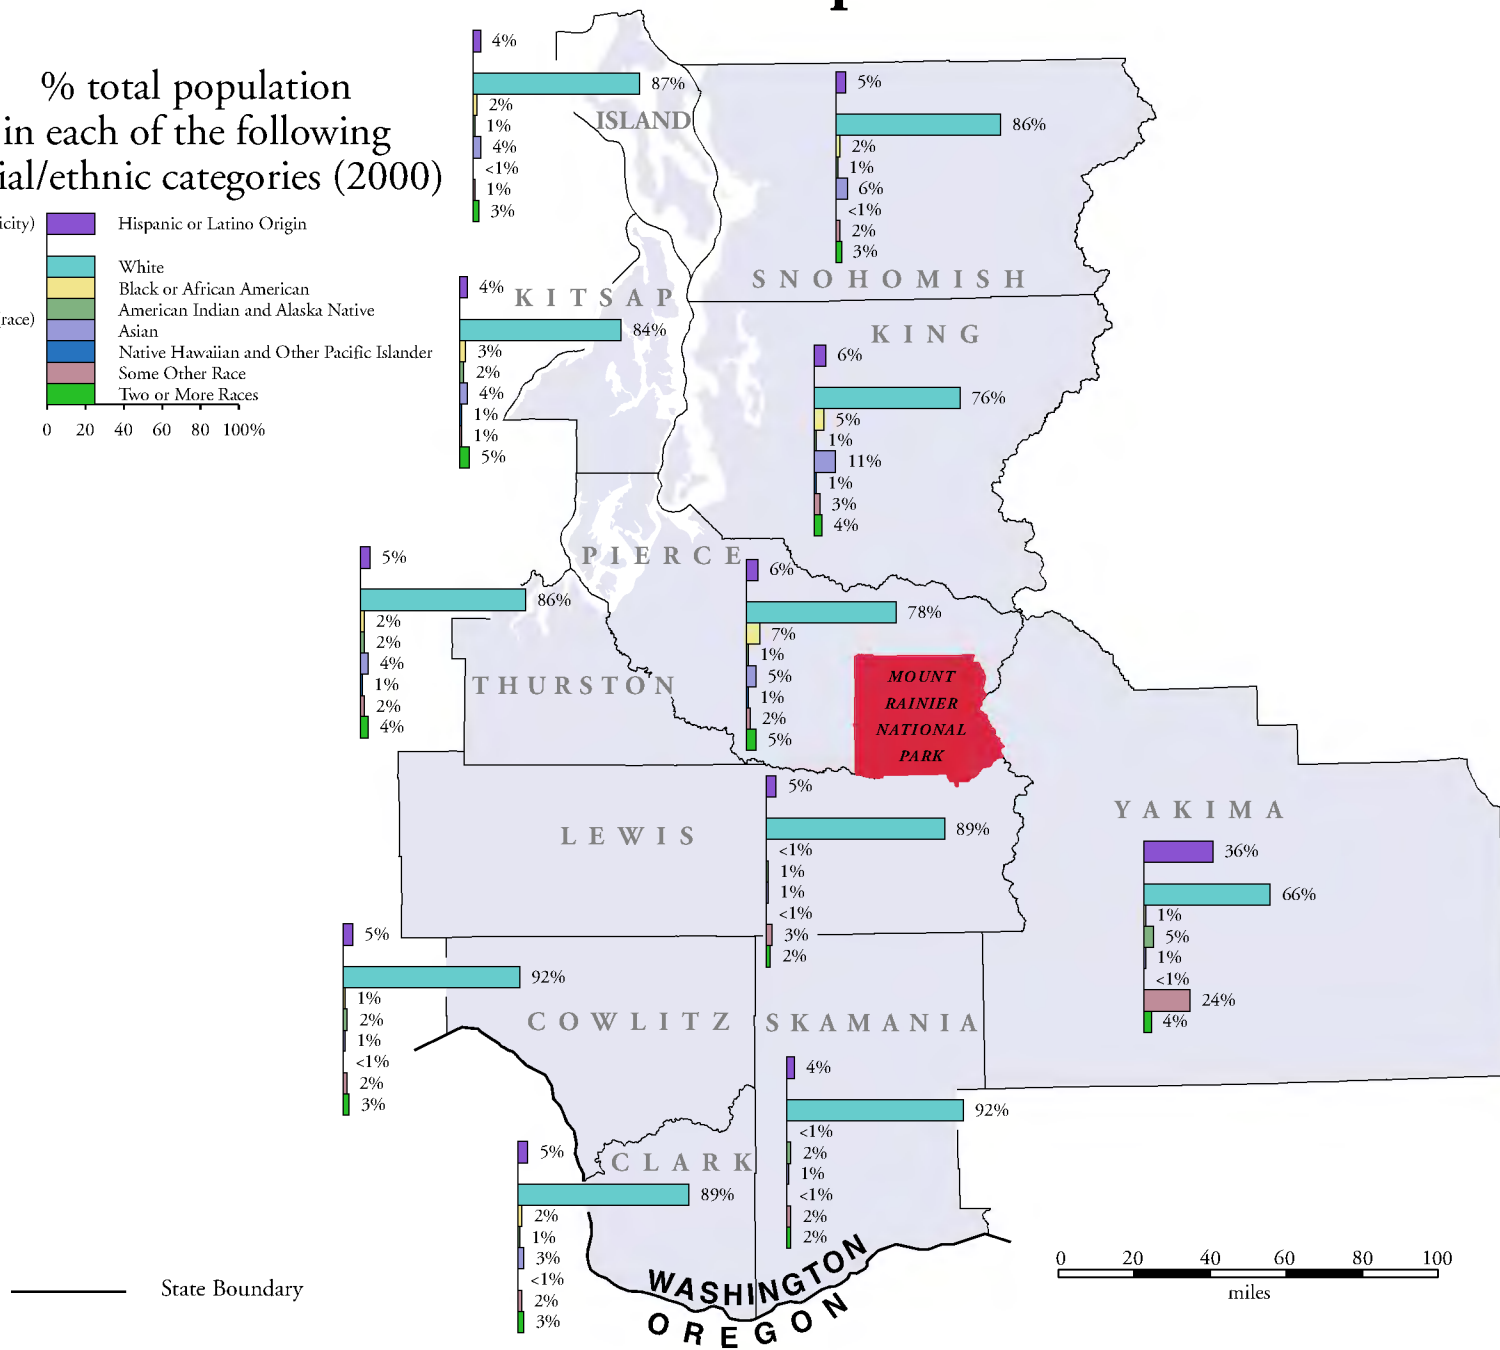 % total population
in each of the following
ial/ethnic categories (2000)
icity)
Hispanic or Latino Origin
White
Black or African American
American Indian and Alaska Native
race)
Asian
Native Hawaiian and Other Pacific Islander
Some Other Race
Two or More Races
0 20 40 60 80 100%
4%
87%
2%
1%
4%
<1%
1%
3%
ISLAND
5%
86%
2%
1%
6%
<1%
2%
3%
SNOHOMISH
4%
KITSAP
84%
3%
2%
4%
1%
1%
5%
KING
6%
76%
5%
1%
11%
1%
3%
4%
PIERCE
6%
78%
7%
1%
5%
1%
2%
5%
MOUNT
RAINIER
NATIONAL
PARK
5%
86%
2%
2%
4%
1%
2%
4%
THURSTON
LEWIS
5%
89%
<1%
1%
1%
<1%
3%
2%
YAKIMA
36%
66%
1%
5%
1%
<1%
24%
4%
5%
92%
1%
2%
1%
<1%
2%
3%
COWLITZ
SKAMANIA
4%
92%
<1%
2%
1%
<1%
2%
2%
CLARK
5%
89%
2%
1%
3%
<1%
2%
3%
WASHINGTON
OREGON
State Boundary
0 20 40 60 80 100
miles